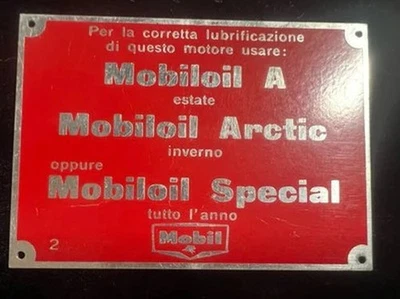 Per la corretta lubrificazione
di questo motore usare:
Mobiloil A
estate
Mobiloil Arctic
inverno
oppure
Mobiloil Special
tutto l'anno
Mobil
2